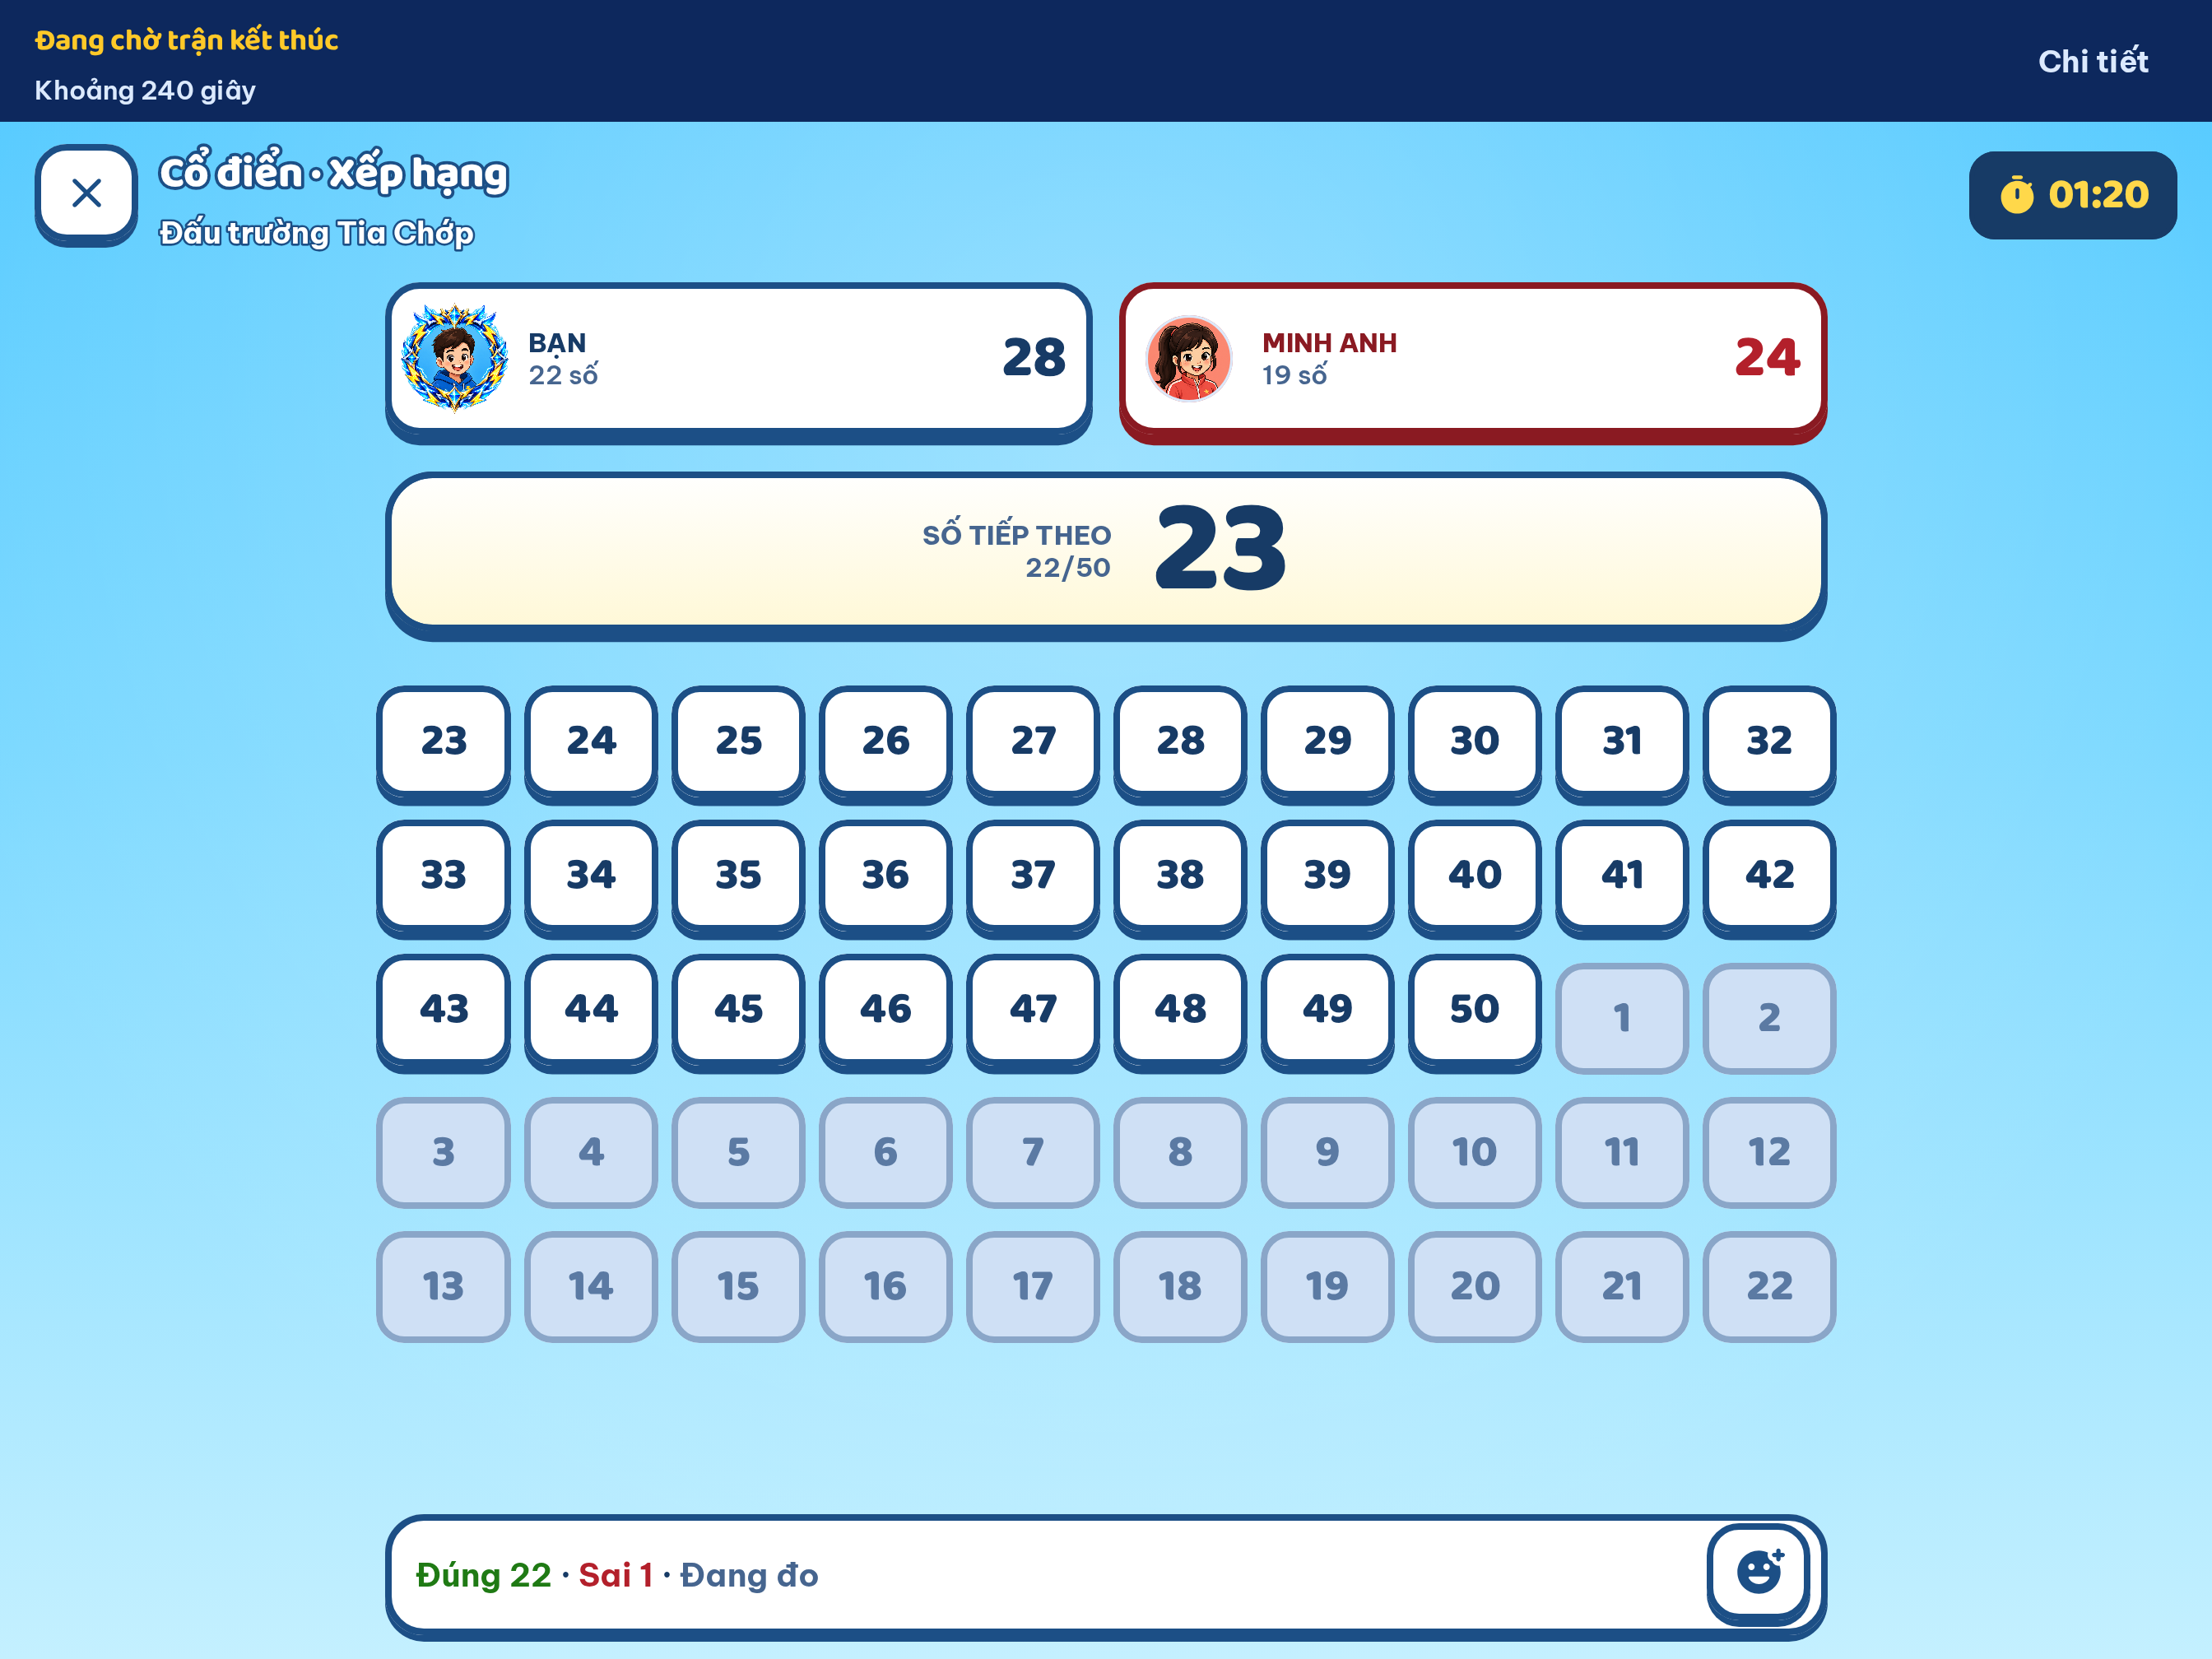 Đang chờ trận kết thúc
Khoảng 240 giây
Chi tiết
Cổ điển • Xếp hạng
Đấu trường Tia Chớp
01:20
BẠN
22 số
28
MINH ANH
19 số
24
SỐ TIẾP THEO
22/50
23
23 24 25 26 27 28 29 30 31 32
33 34 35 36 37 38 39 40 41 42
43 44 45 46 47 48 49 50 1 2
3 4 5 6 7 8 9 10 11 12
13 14 15 16 17 18 19 20 21 22
Đúng 22 · Sai 1 · Đang đo